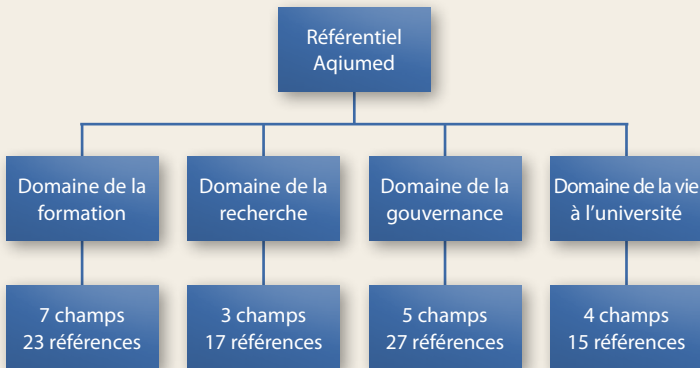 Référentiel
Aqiumed
Domaine de la
formation
Domaine de la
recherche
Domaine de la
gouvernance
Domaine de la vie
à l'université
7 champs
23 références
3 champs
17 références
5 champs
27 références
4 champs
15 références